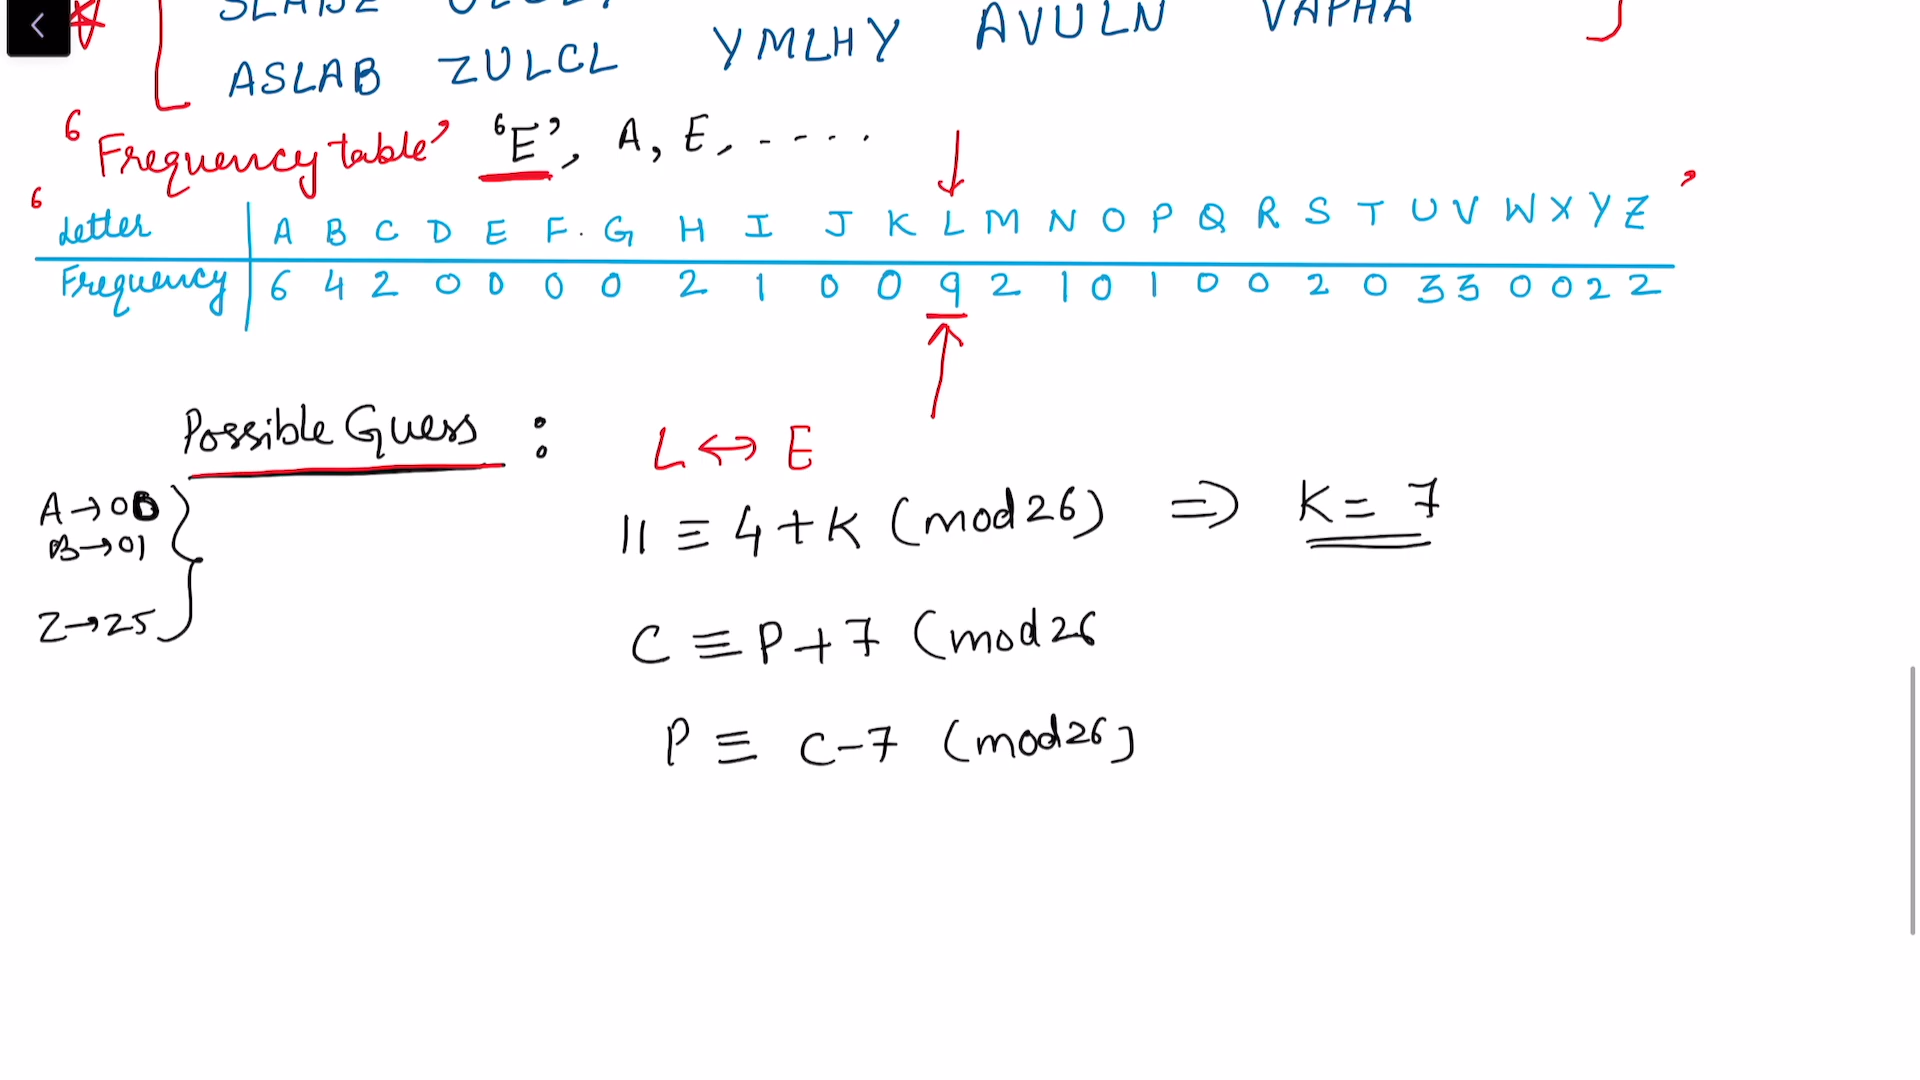 YMLHY AVULN VAPHA
ASLAB ZULCL
‘Frequency table’ ‘E’, A, E, - - - - .
‘
Letter A B C D E F. G H I J K L M N O P Q R S T U V W X Y Z ’
Frequency 6 4 2 0 0 0 0 2 1 0 0 9 2 1 0 1 0 0 2 0 3 3 0 0 2 2
Possible Guess : L ↔ E
A → 00
B → 01
Z → 25
11 ≡ 4 + K (mod 26) ⇒ K = 7
C ≡ P + 7 (mod 26
P ≡ C - 7 (mod 26)